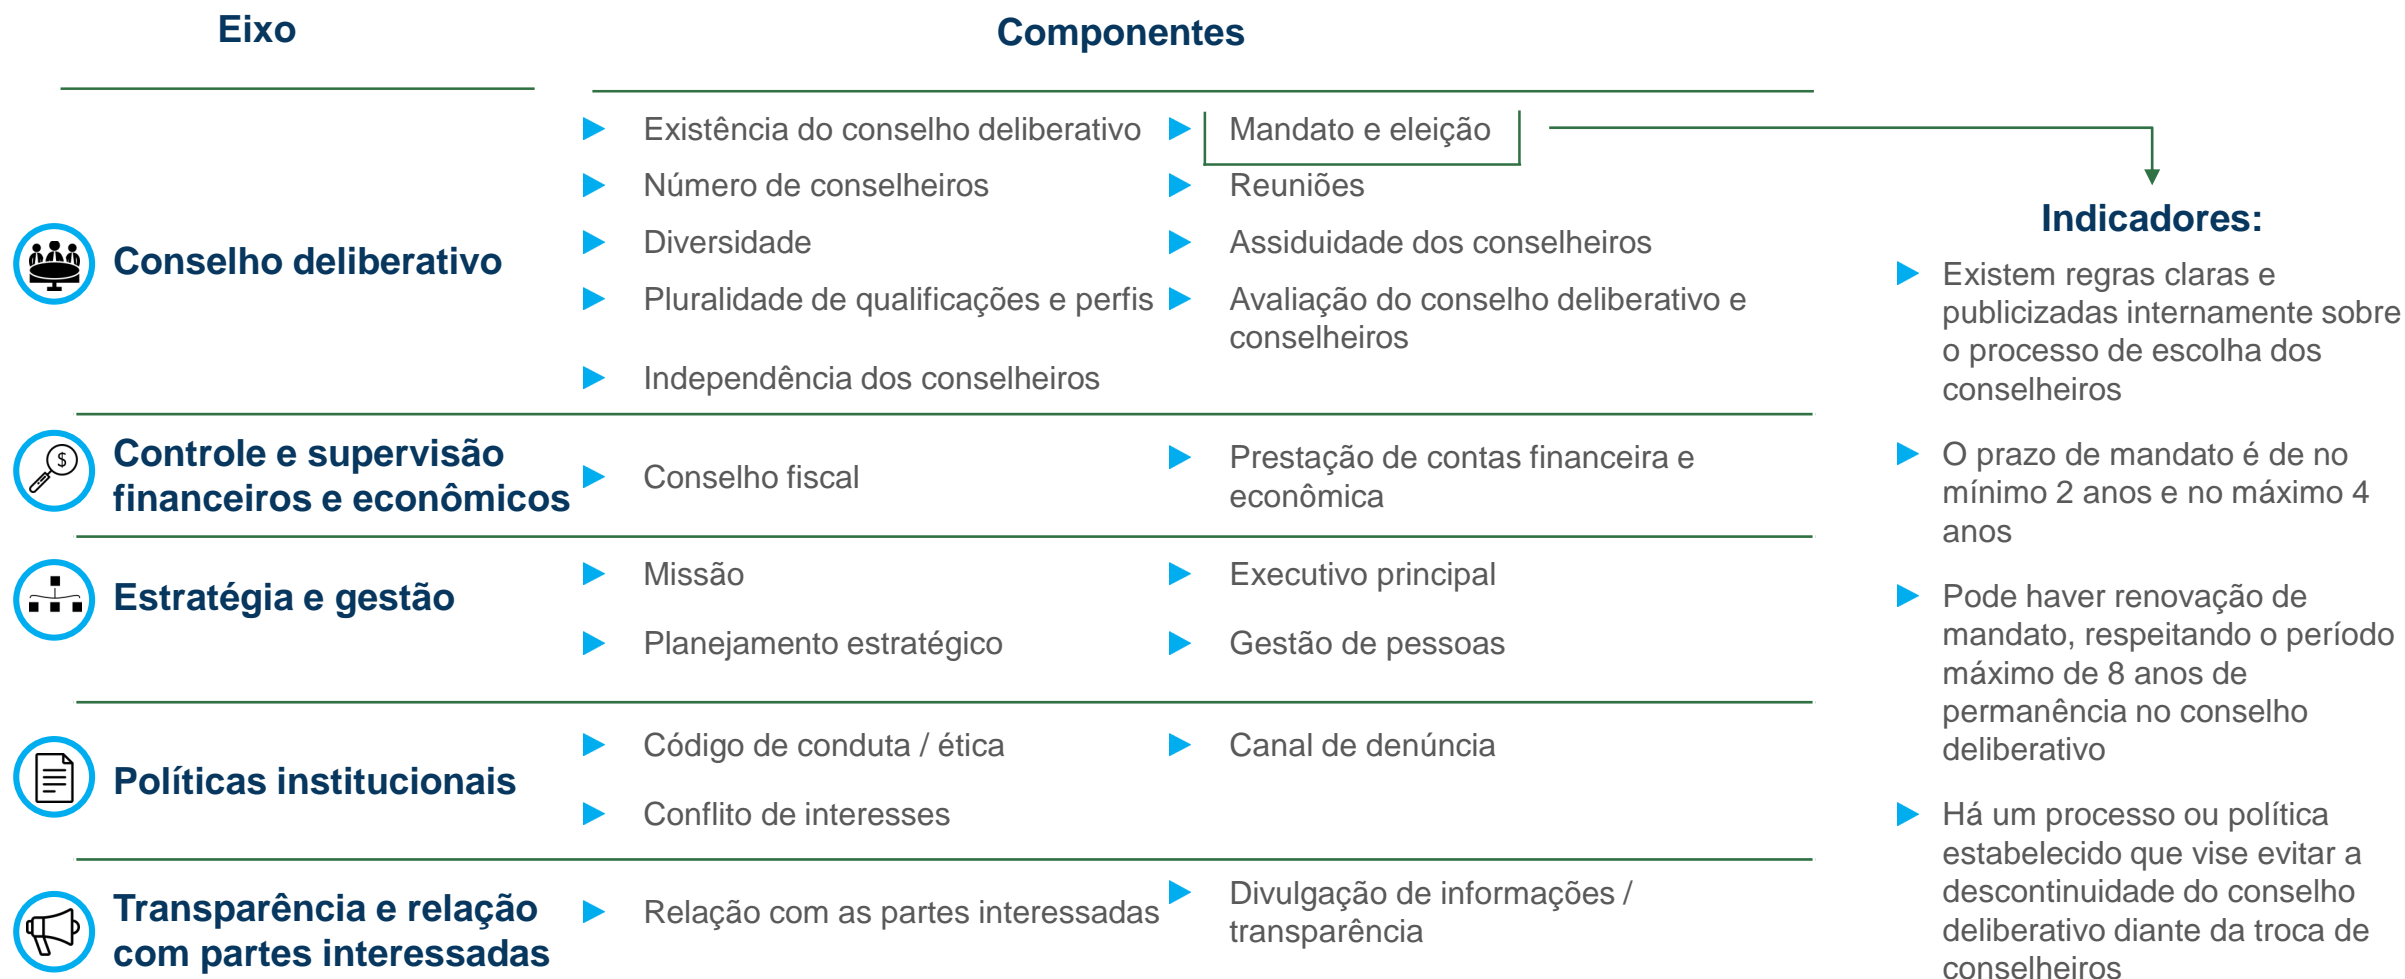 Eixo
Componentes
Conselho deliberativo
Existência do conselho deliberativo
Número de conselheiros
Diversidade
Pluralidade de qualificações e perfis
Independência dos conselheiros
Mandato e eleição
Reuniões
Assiduidade dos conselheiros
Avaliação do conselho deliberativo e
conselheiros
Controle e supervisão
financeiros e econômicos
$
Conselho fiscal
Prestação de contas financeira e
econômica
Estratégia e gestão
Missão
Planejamento estratégico
Executivo principal
Gestão de pessoas
Políticas institucionais
Código de conduta / ética
Conflito de interesses
Canal de denúncia
Transparência e relação
com partes interessadas
Relação com as partes interessadas
Divulgação de informações /
transparência
Indicadores:
Existem regras claras e
publicizadas internamente sobre
o processo de escolha dos
conselheiros
O prazo de mandato é de no
mínimo 2 anos e no máximo 4
anos
Pode haver renovação de
mandato, respeitando o período
máximo de 8 anos de
permanência no conselho
deliberativo
Há um processo ou política
estabelecido que vise evitar a
descontinuidade do conselho
deliberativo diante da troca de
conselheiros